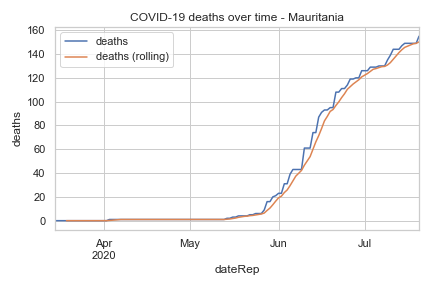 COVID-19 deaths over time - Mauritania
deaths
deaths (rolling)
160
140
120
100
80
60
40
20
0
deaths
Apr
2020
May
Jun
Jul
dateRep